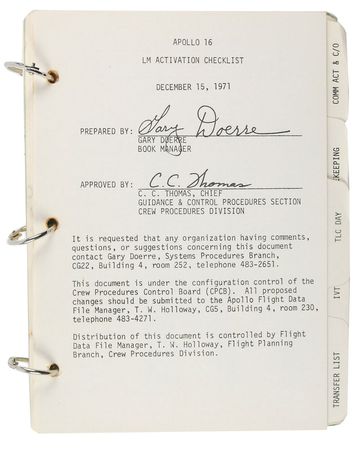 APOLLO 16
LM ACTIVATION CHECKLIST
DECEMBER 15, 1971
PREPARED BY: Gary Doerre
GARY DOERRE
BOOK MANAGER
APPROVED BY: C. C. Thomas
C. C. THOMAS, CHIEF
GUIDANCE & CONTROL PROCEDURES SECTION
CREW PROCEDURES DIVISION
It is requested that any organization having comments,
questions, or suggestions concerning this document
contact Gary Doerre, Systems Procedures Branch,
CG22, Building 4, room 252, telephone 483-2651.
This document is under the configuration control of the
Crew Procedures Control Board (CPCB). All proposed
changes should be submitted to the Apollo Flight Data
File Manager, T. W. Holloway, CG5, Building 4, room 230,
telephone 483-4271.
Distribution of this document is controlled by Flight
Data File Manager, T. W. Holloway, Flight Planning
Branch, Crew Procedures Division.
COMM ACT & C/O
KEEPING
TLC DAY
IVT
TRANSFER LIST